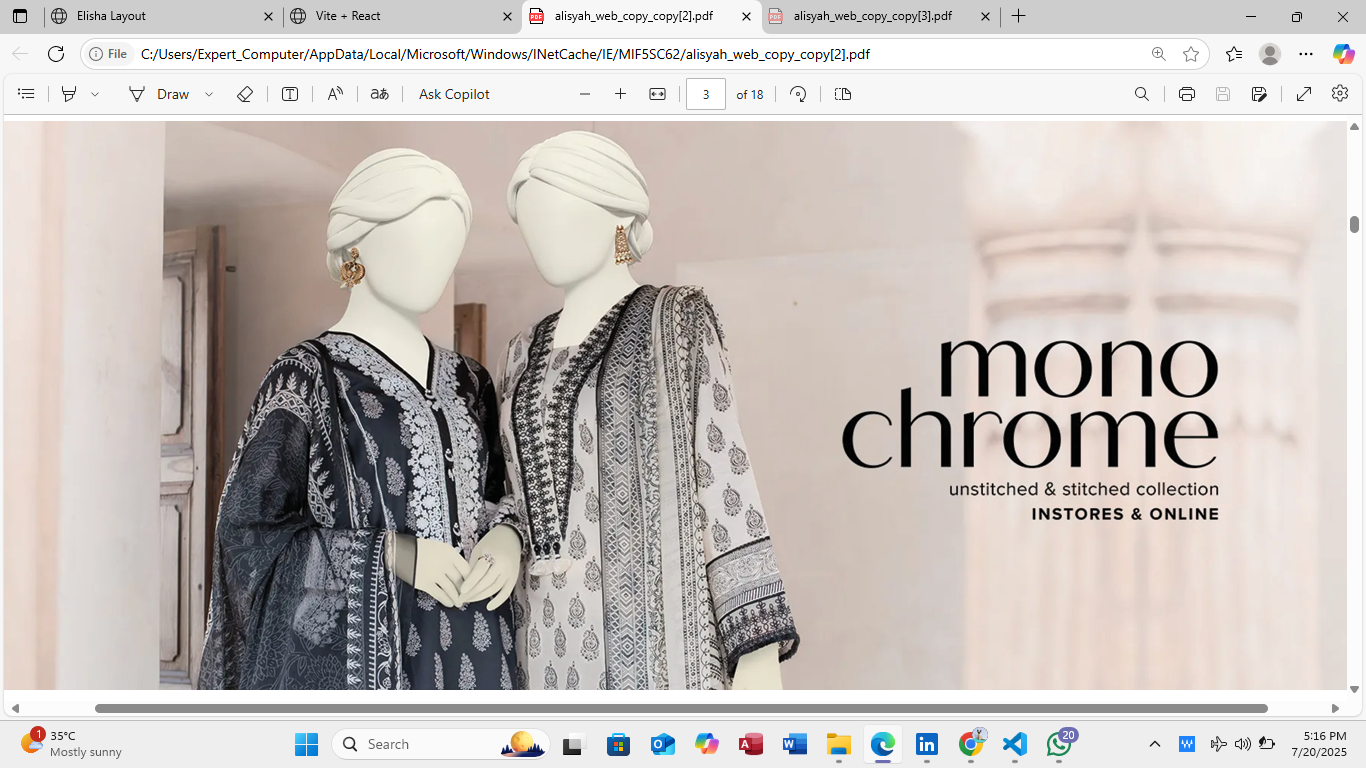 Elisha Layout
Vite + React
alisyah_web_copy_copy[2].pdf
alisyah_web_copy_copy[3].pdf
File
C:/Users/Expert_Computer/AppData/Local/Microsoft/Windows/INetCache/IE/MIF5SC62/alisyah_web_copy_copy[2].pdf
Draw
Ask Copilot
3
of 18
mono
chrome
unstitched & stitched collection
INSTORES & ONLINE
1
35°C
Mostly sunny
Search
20
5:16 PM
7/20/2025